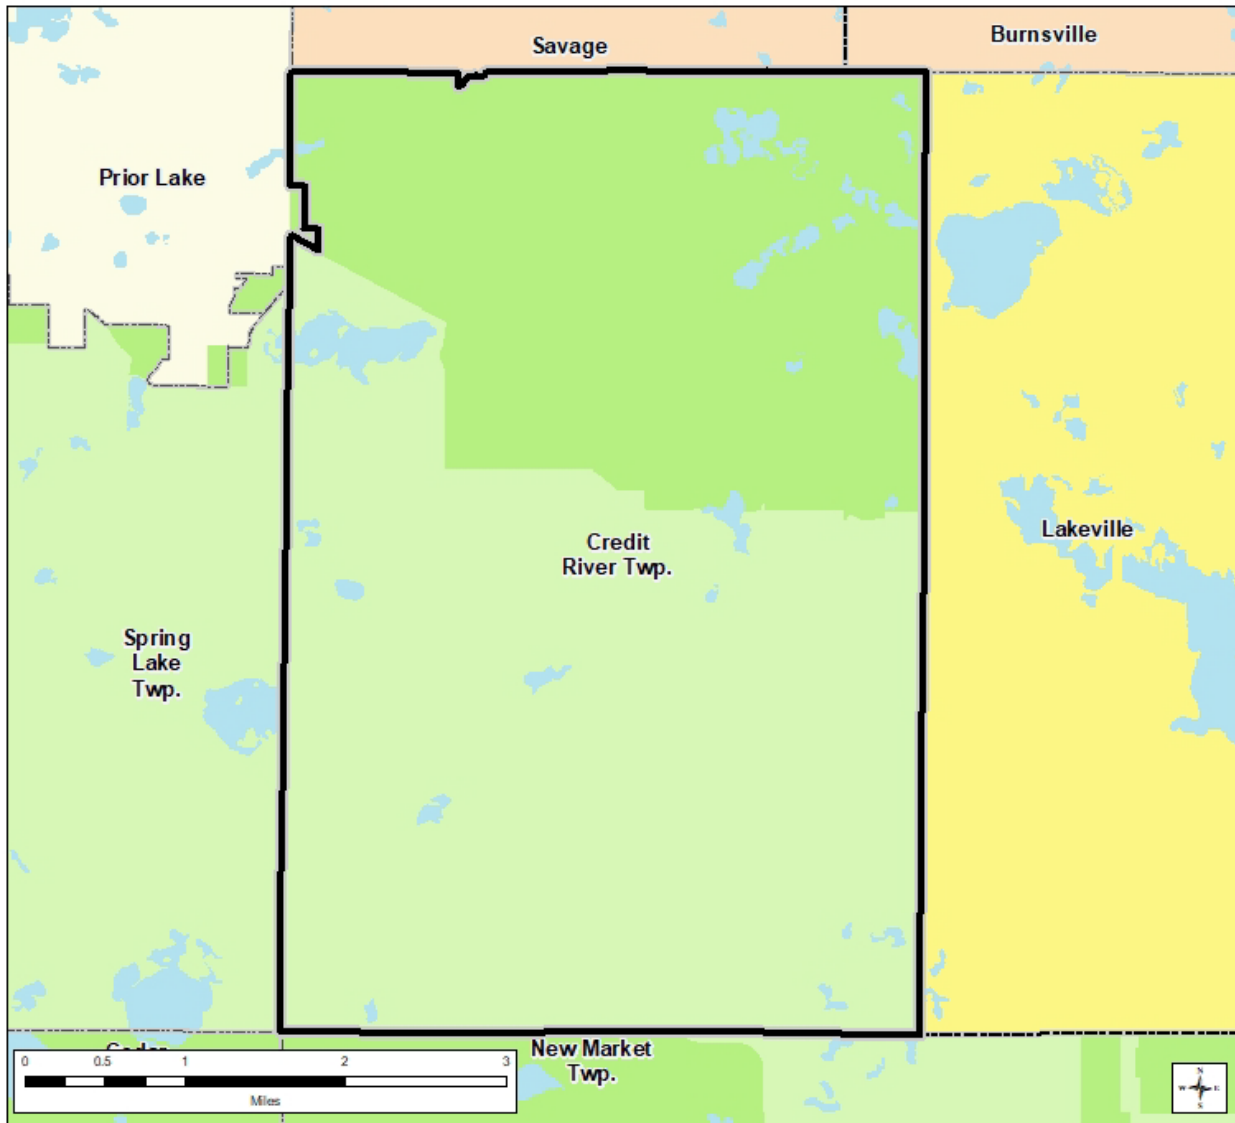 Savage
Burnsville
Prior Lake
Credit
River Twp.
Lakeville
Spring
Lake
Twp.
New Market
Twp.
0 0.5 1 2 3
Miles
N
W E
S